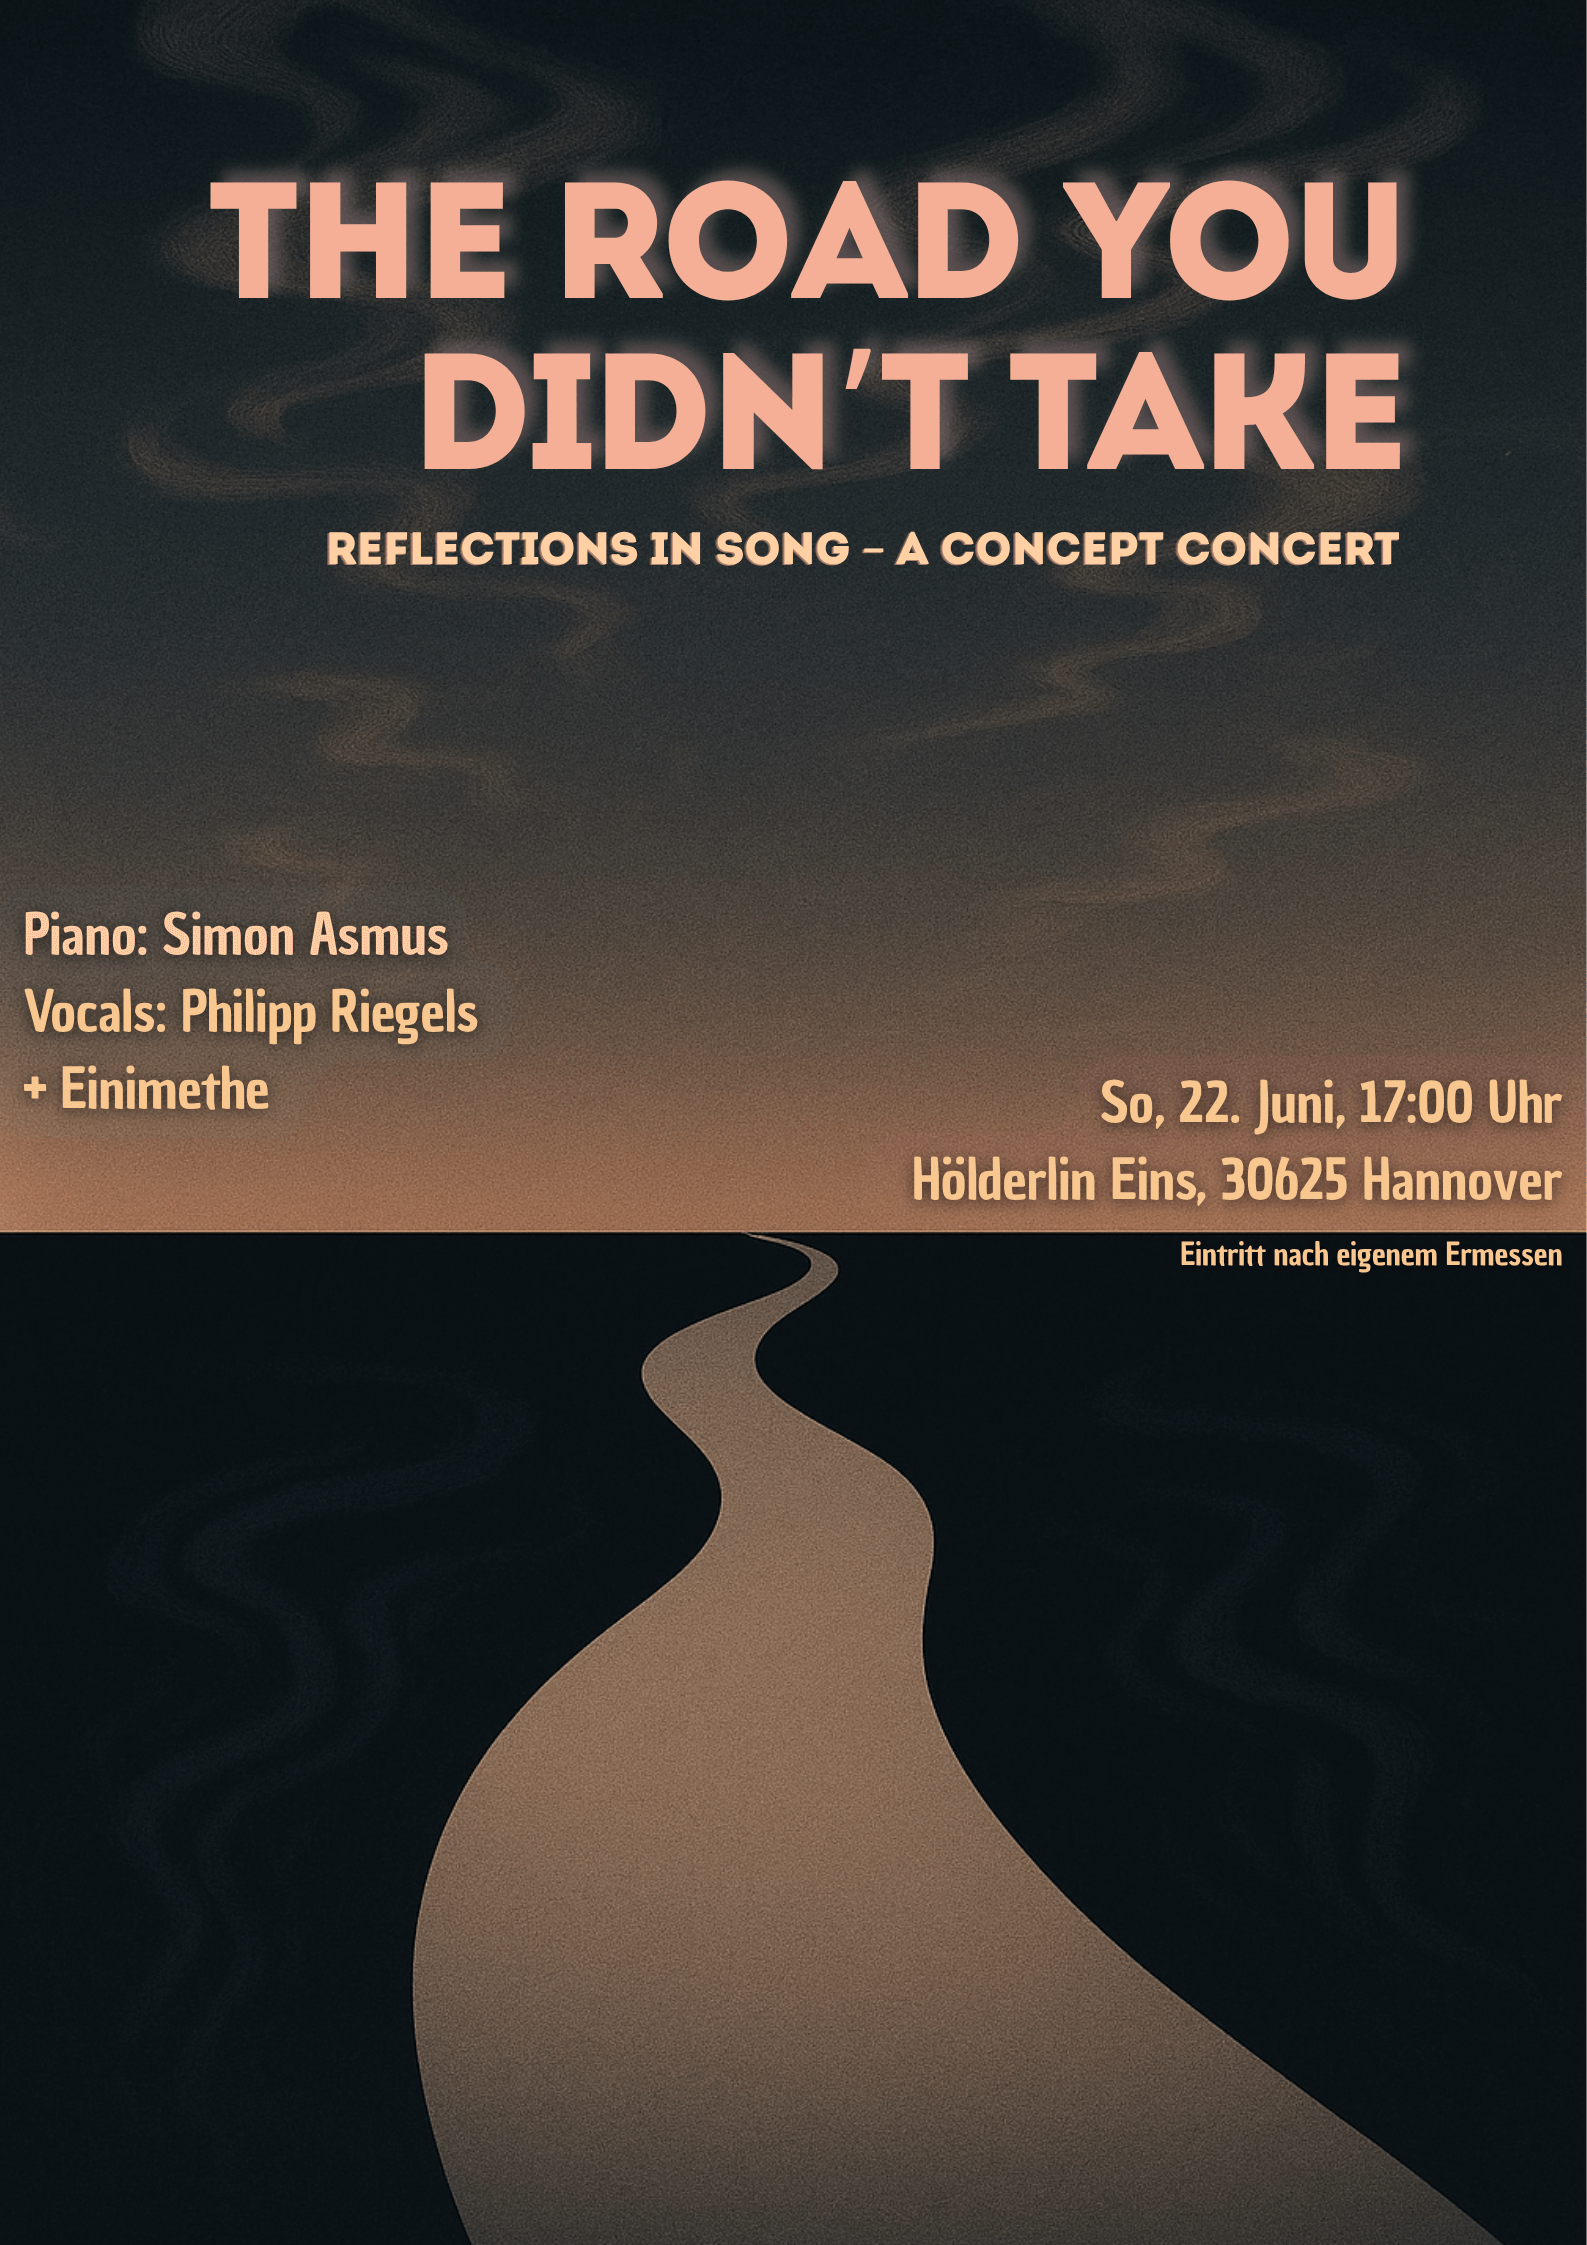 THE ROAD YOU
DIDN’T TAKE
REFLECTIONS IN SONG – A CONCEPT CONCERT
Piano: Simon Asmus
Vocals: Philipp Riegels
+ Einimethe
So, 22. Juni, 17:00 Uhr
Hölderlin Eins, 30625 Hannover
Eintritt nach eigenem Ermessen